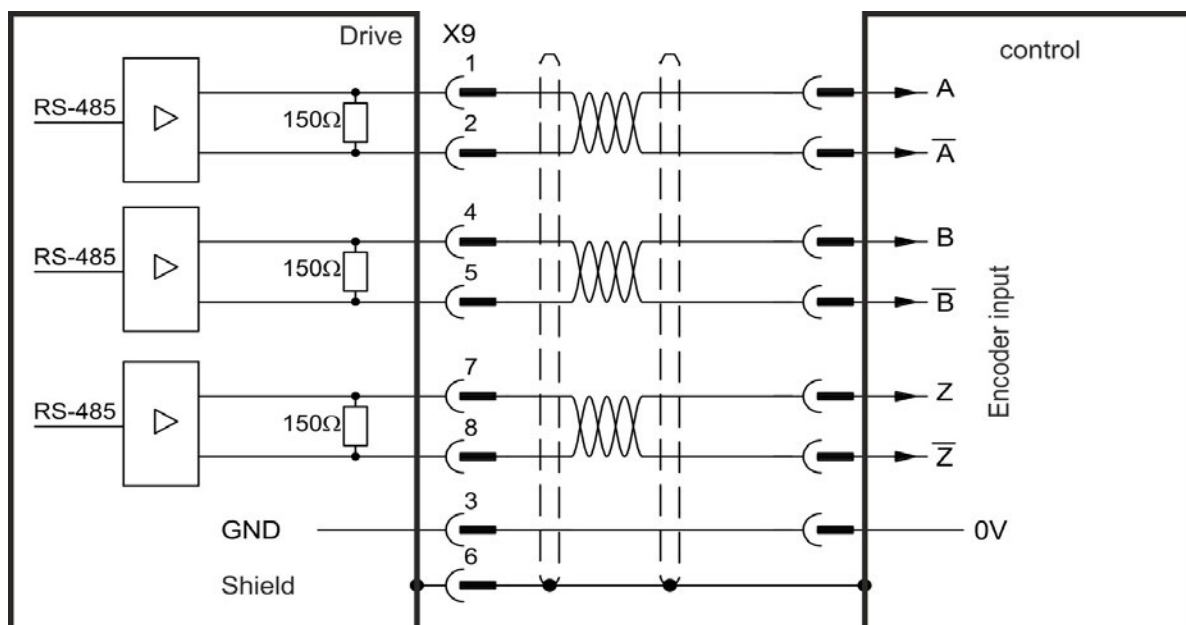 Drive X9 control
1
RS-485 150Ω A
2
A̅
4
RS-485 150Ω B
5
B̅
Encoder input
7
RS-485 150Ω Z
8
Z̅
3
GND 0V
6
Shield